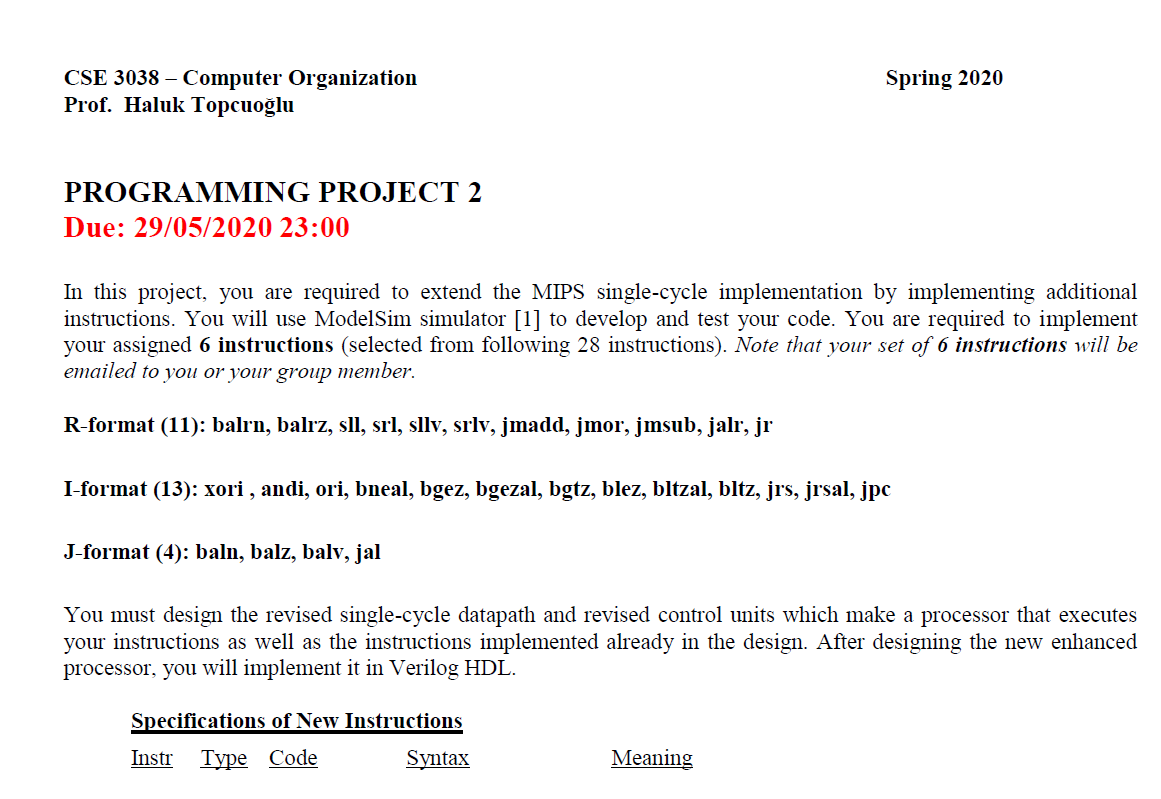 CSE 3038 – Computer Organization Spring 2020
Prof. Haluk Topcuoğlu
PROGRAMMING PROJECT 2
Due: 29/05/2020 23:00
In this project, you are required to extend the MIPS single-cycle implementation by implementing additional
instructions. You will use ModelSim simulator [1] to develop and test your code. You are required to implement
your assigned 6 instructions (selected from following 28 instructions). Note that your set of 6 instructions will be
emailed to you or your group member.
R-format (11): balrn, balrz, sll, srl, sllv, srlv, jmadd, jmor, jmsub, jalr, jr
I-format (13): xori , andi, ori, bneal, bgez, bgezal, bgtz, blez, bltzal, bltz, jrs, jrsal, jpc
J-format (4): baln, balz, balv, jal
You must design the revised single-cycle datapath and revised control units which make a processor that executes
your instructions as well as the instructions implemented already in the design. After designing the new enhanced
processor, you will implement it in Verilog HDL.
Specifications of New Instructions
Instr Type Code Syntax Meaning